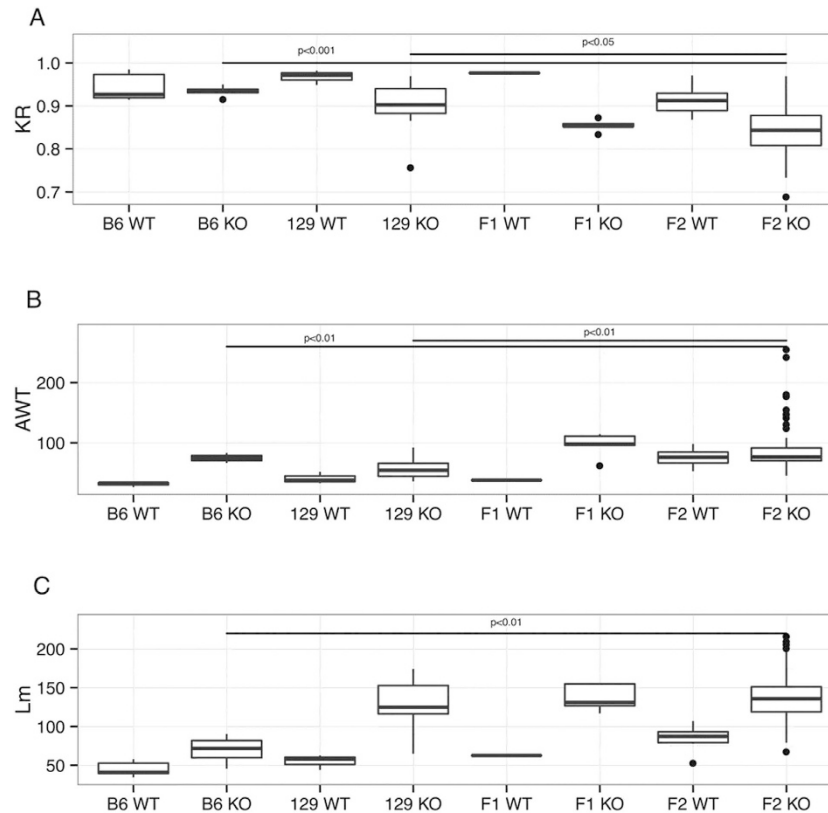 A
p<0.001
p<0.05
1.0
0.9
0.8
0.7
KR
B6 WT B6 KO 129 WT 129 KO F1 WT F1 KO F2 WT F2 KO
B
p<0.01
p<0.01
200
100
AWT
B6 WT B6 KO 129 WT 129 KO F1 WT F1 KO F2 WT F2 KO
C
p<0.01
200
150
100
50
Lm
B6 WT B6 KO 129 WT 129 KO F1 WT F1 KO F2 WT F2 KO